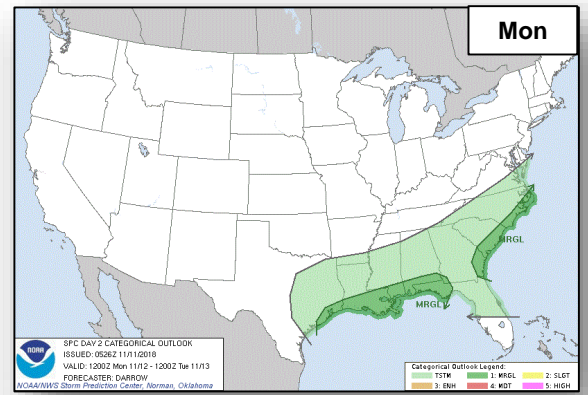 Mon
MRGL
MRGL
NOAA
SPC DAY 2 CATEGORICAL OUTLOOK
ISSUED: 0526Z 11/11/2018
VALID: 1200Z Mon 11/12 - 1200Z Tue 11/13
FORECASTER: DARROW
NOAA/NWS Storm Prediction Center, Norman, Oklahoma
Categorical Outlook Legend:
TSTM 1: MRGL 2: SLGT
3: ENH 4: MDT 5: HIGH